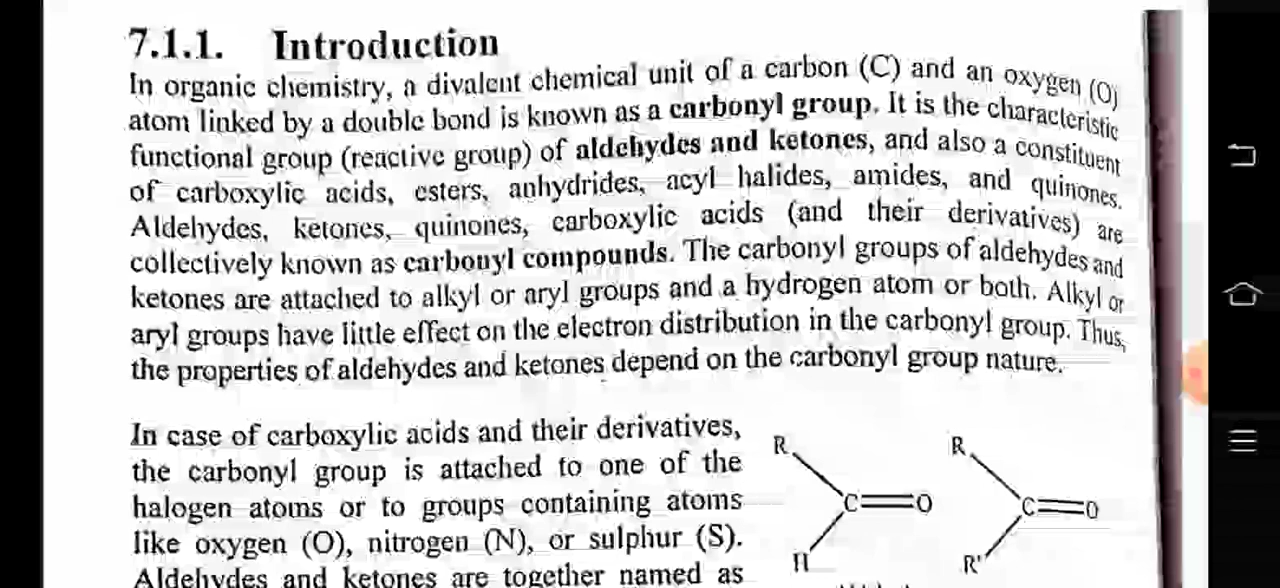 7.1.1. Introduction
In organic chemistry, a divalent chemical unit of a carbon (C) and an oxygen (O)
atom linked by a double bond is known as a carbonyl group. It is the characteristic
functional group (reactive group) of aldehydes and ketones, and also a constituent
of carboxylic acids, esters, anhydrides, acyl halides, amides, and quinones.
Aldehydes, ketones, quinones, carboxylic acids (and their derivatives) are
collectively known as carbonyl compounds. The carbonyl groups of aldehydes and
ketones are attached to alkyl or aryl groups and a hydrogen atom or both. Alkyl or
aryl groups have little effect on the electron distribution in the carbonyl group. Thus,
the properties of aldehydes and ketones depend on the carbonyl group nature.
In case of carboxylic acids and their derivatives,
the carbonyl group is attached to one of the
halogen atoms or to groups containing atoms
like oxygen (O), nitrogen (N), or sulphur (S).
Aldehydes and ketones are together named as
R
C=O
H
R
C=O
R'